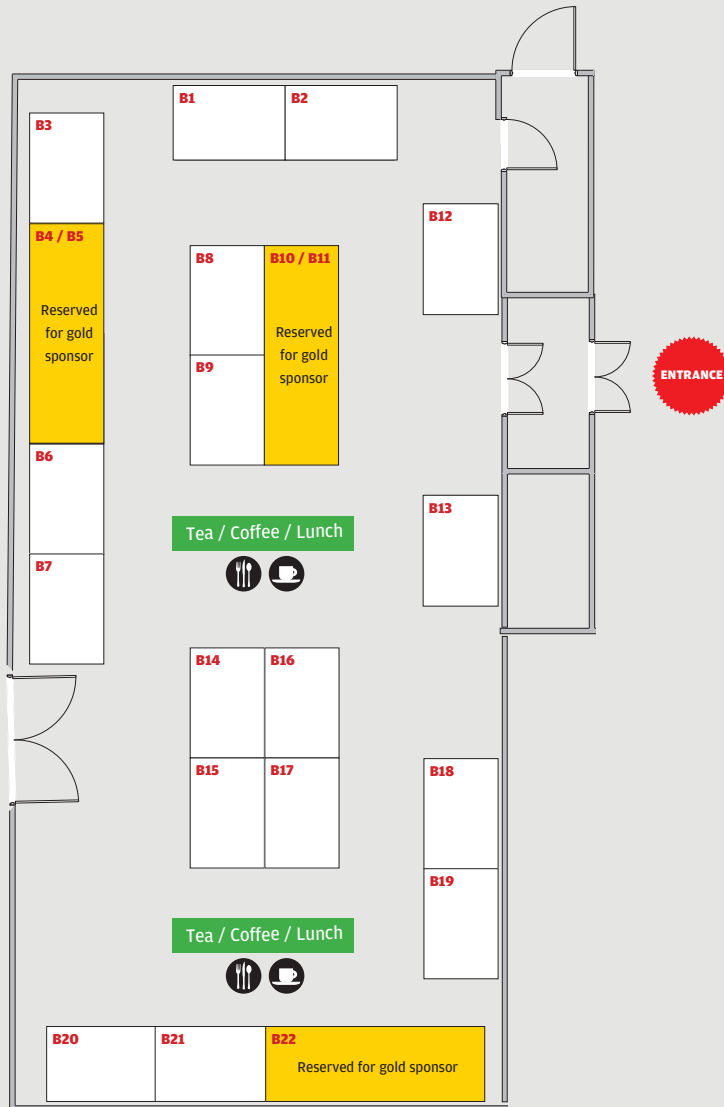 B1
B2
B3
B12
B4 / B5
Reserved
for gold
sponsor
B8
B10 / B11
Reserved
for gold
sponsor
B9
ENTRANCE
B6
B13
Tea / Coffee / Lunch
B7
B14
B16
B15
B17
B18
B19
Tea / Coffee / Lunch
B20
B21
B22
Reserved for gold sponsor